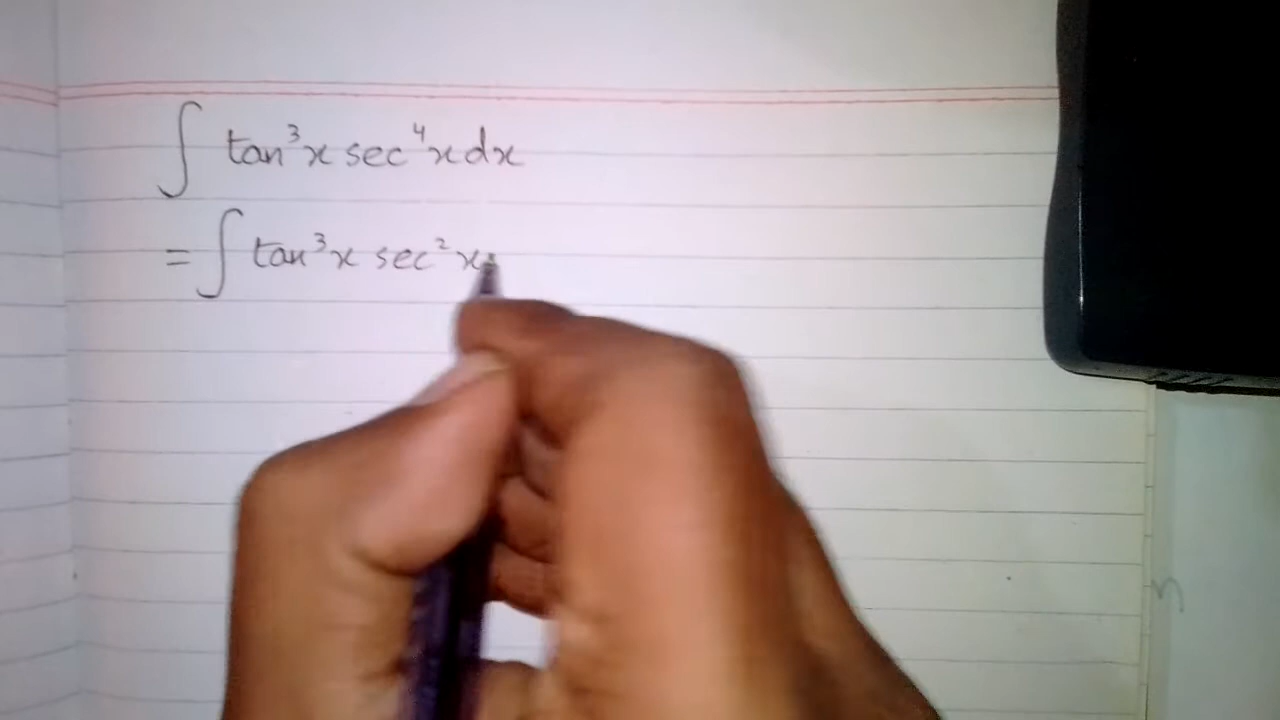 ∫ tan³x sec⁴x dx
= ∫ tan³x sec²x